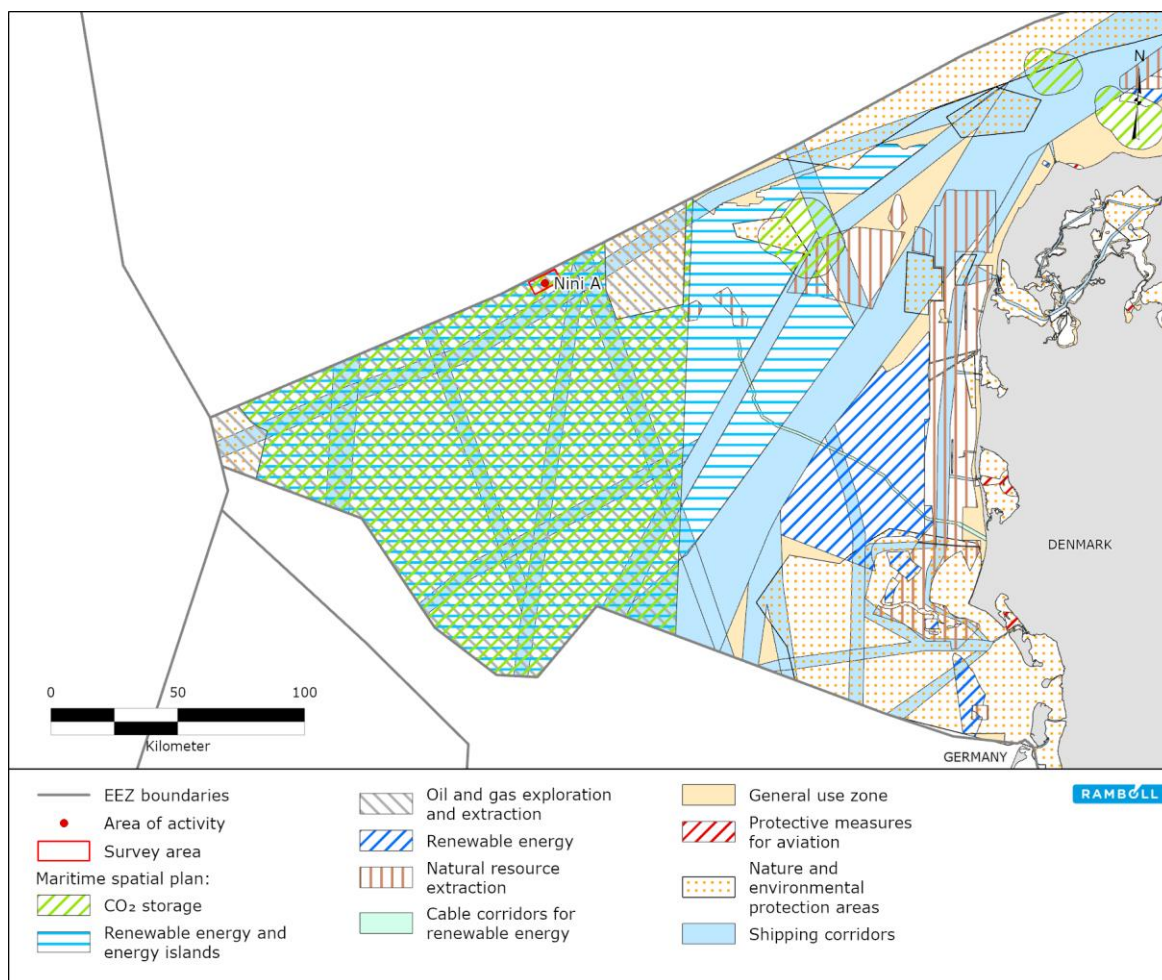 N
Nini A
DENMARK
GERMANY
0 50 100
Kilometer
EEZ boundaries
Area of activity
Survey area
Maritime spatial plan:
CO₂ storage
Renewable energy and
energy islands
Oil and gas exploration
and extraction
Renewable energy
Natural resource
extraction
Cable corridors for
renewable energy
General use zone
Protective measures
for aviation
Nature and
environmental
protection areas
Shipping corridors
RAMBOLL